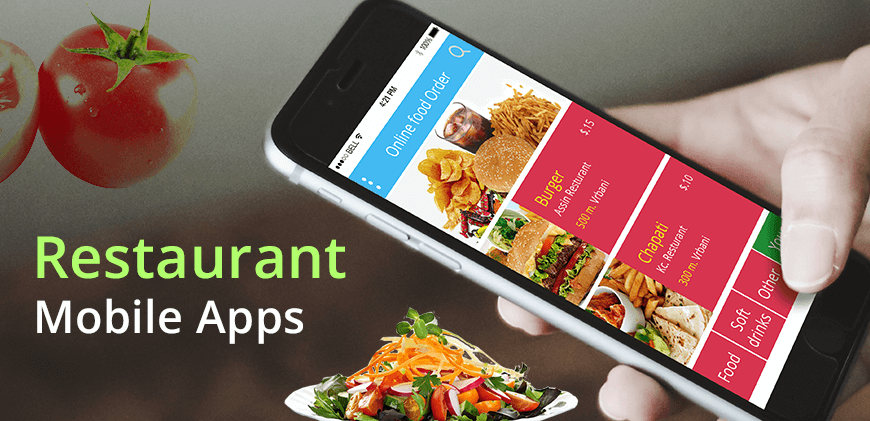 Restaurant
Mobile Apps
BELL
4:21 PM
100%
Online food Order
Burger
$.15
Assin Resturant
500 m. Vrbani
Chapati
$.10
Kc. Resturant
300 m. Vrbani
Food
Soft
drinks
Other